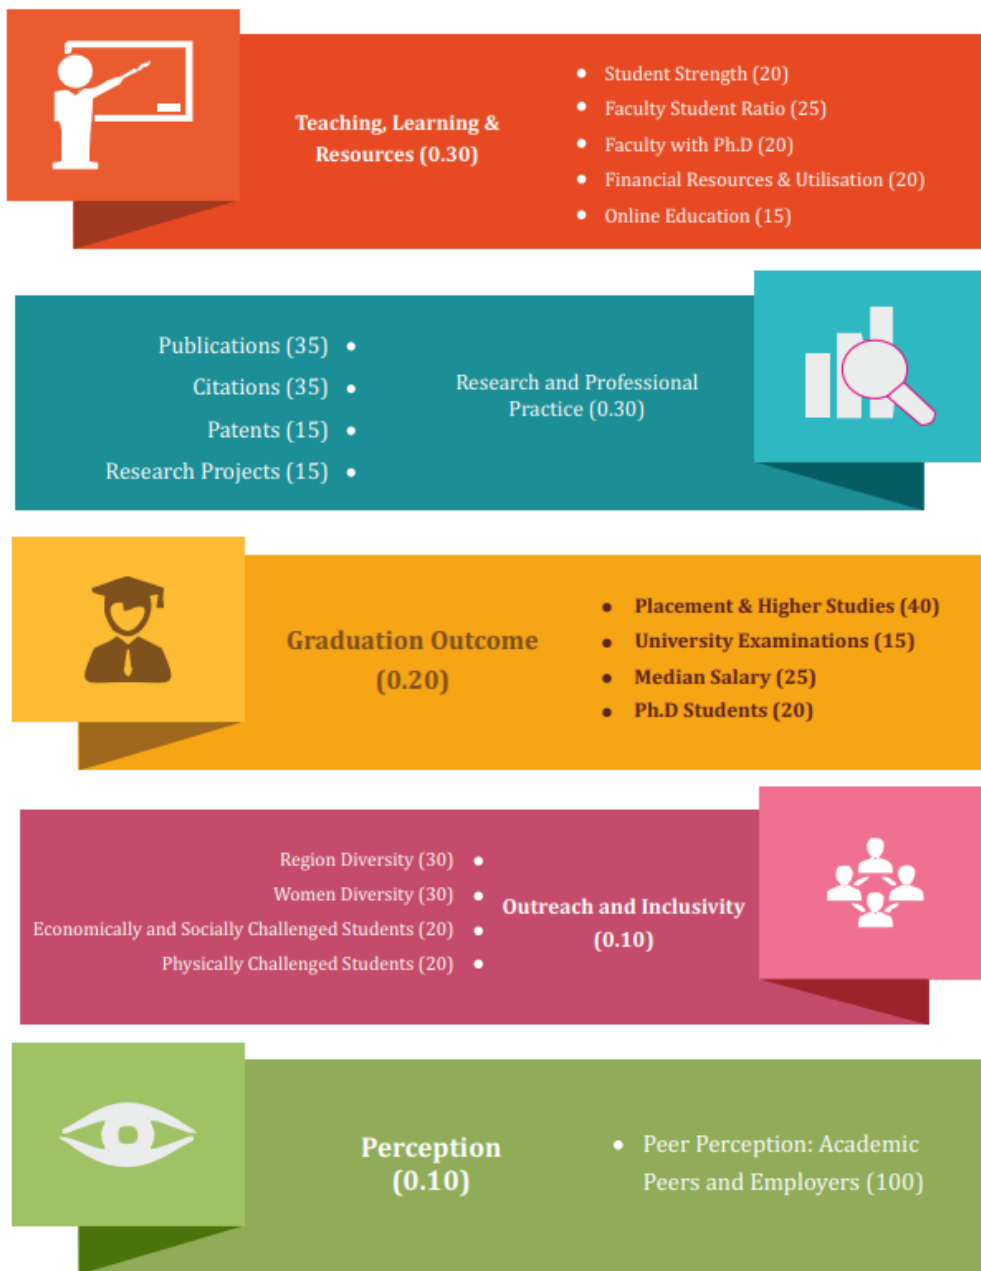 Teaching, Learning &
Resources (0.30)
• Student Strength (20)
• Faculty Student Ratio (25)
• Faculty with Ph.D (20)
• Financial Resources & Utilisation (20)
• Online Education (15)
Publications (35) •
Citations (35) •
Patents (15) •
Research Projects (15) •
Research and Professional
Practice (0.30)
Graduation Outcome
(0.20)
• Placement & Higher Studies (40)
• University Examinations (15)
• Median Salary (25)
• Ph.D Students (20)
Region Diversity (30) •
Women Diversity (30) •
Economically and Socially Challenged Students (20) •
Physically Challenged Students (20) •
Outreach and Inclusivity
(0.10)
Perception
(0.10)
• Peer Perception: Academic
Peers and Employers (100)